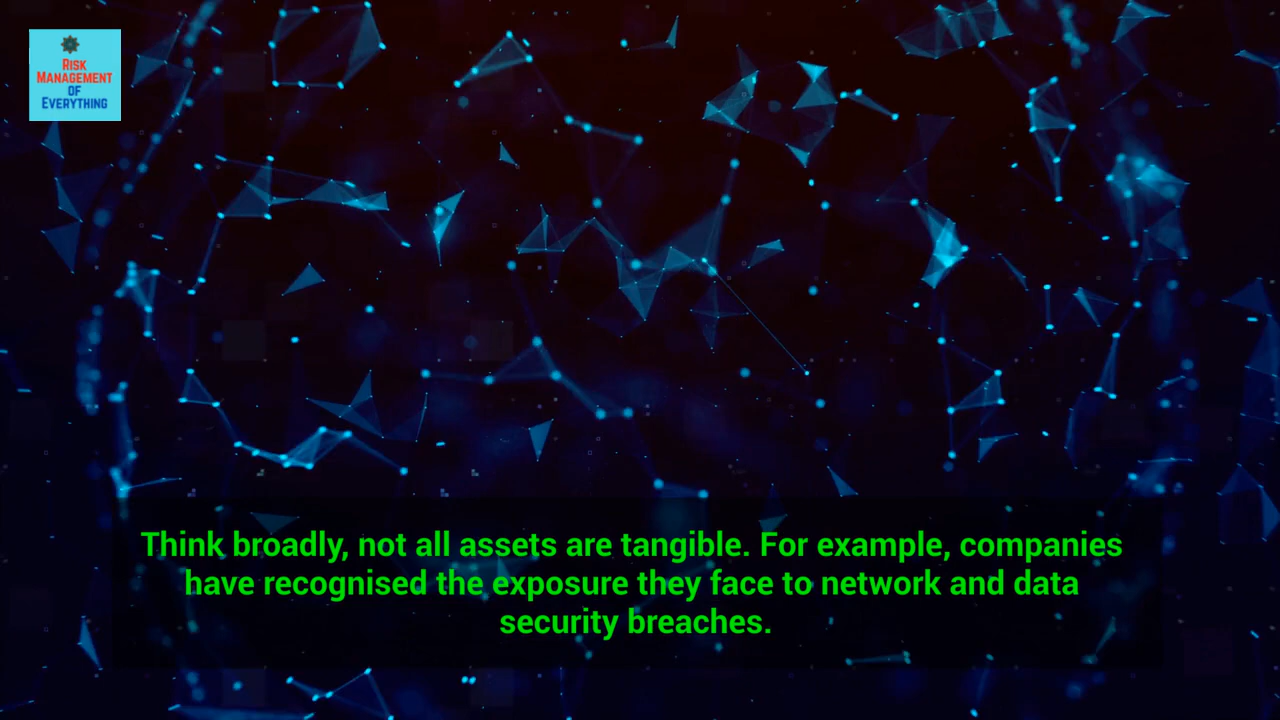 RISK
MANAGEMENT
OF
EVERYTHING
Think broadly, not all assets are tangible. For example, companies
have recognised the exposure they face to network and data
security breaches.